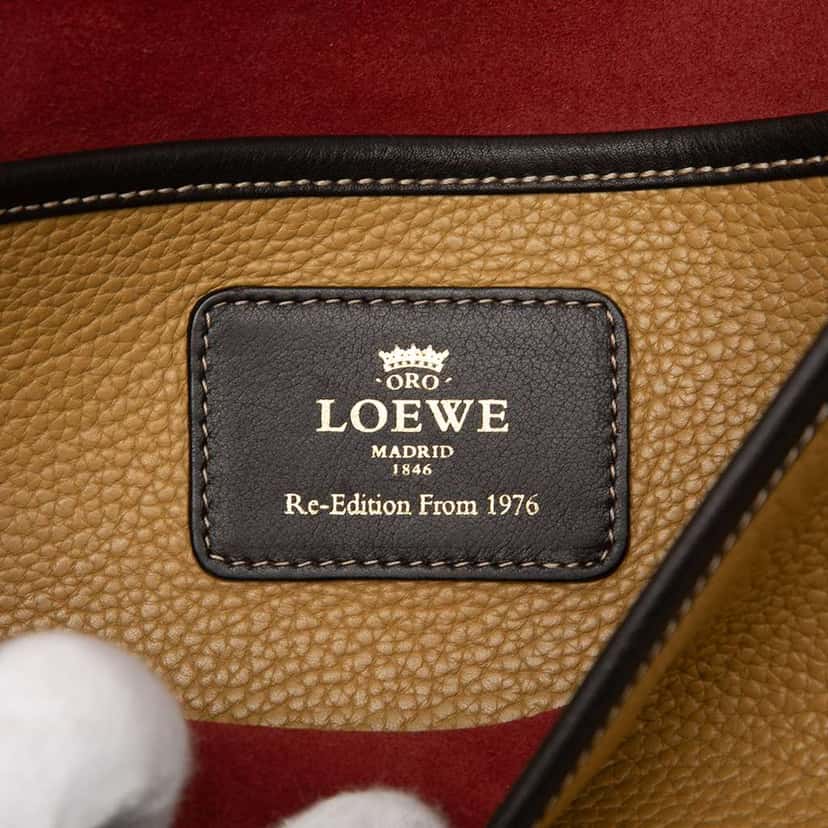 ·ORO·
LOEWE
MADRID
1846
Re-Edition From 1976